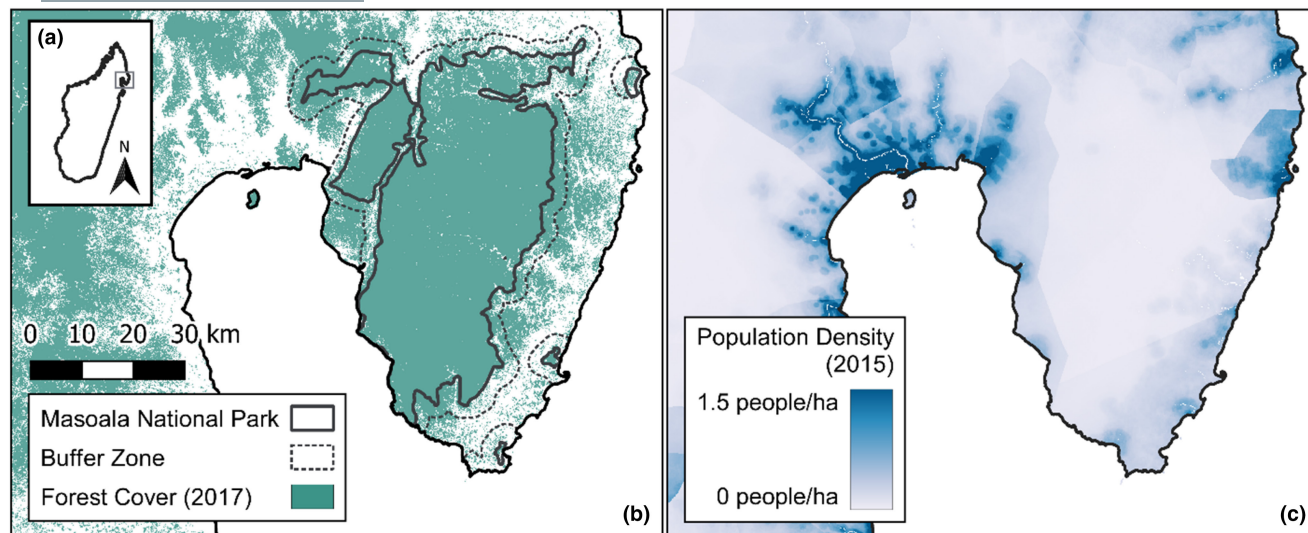 (a)
N
0 10 20 30 km
Masoala National Park
Buffer Zone
Forest Cover (2017)
(b)
Population Density
(2015)
1.5 people/ha
0 people/ha
(c)